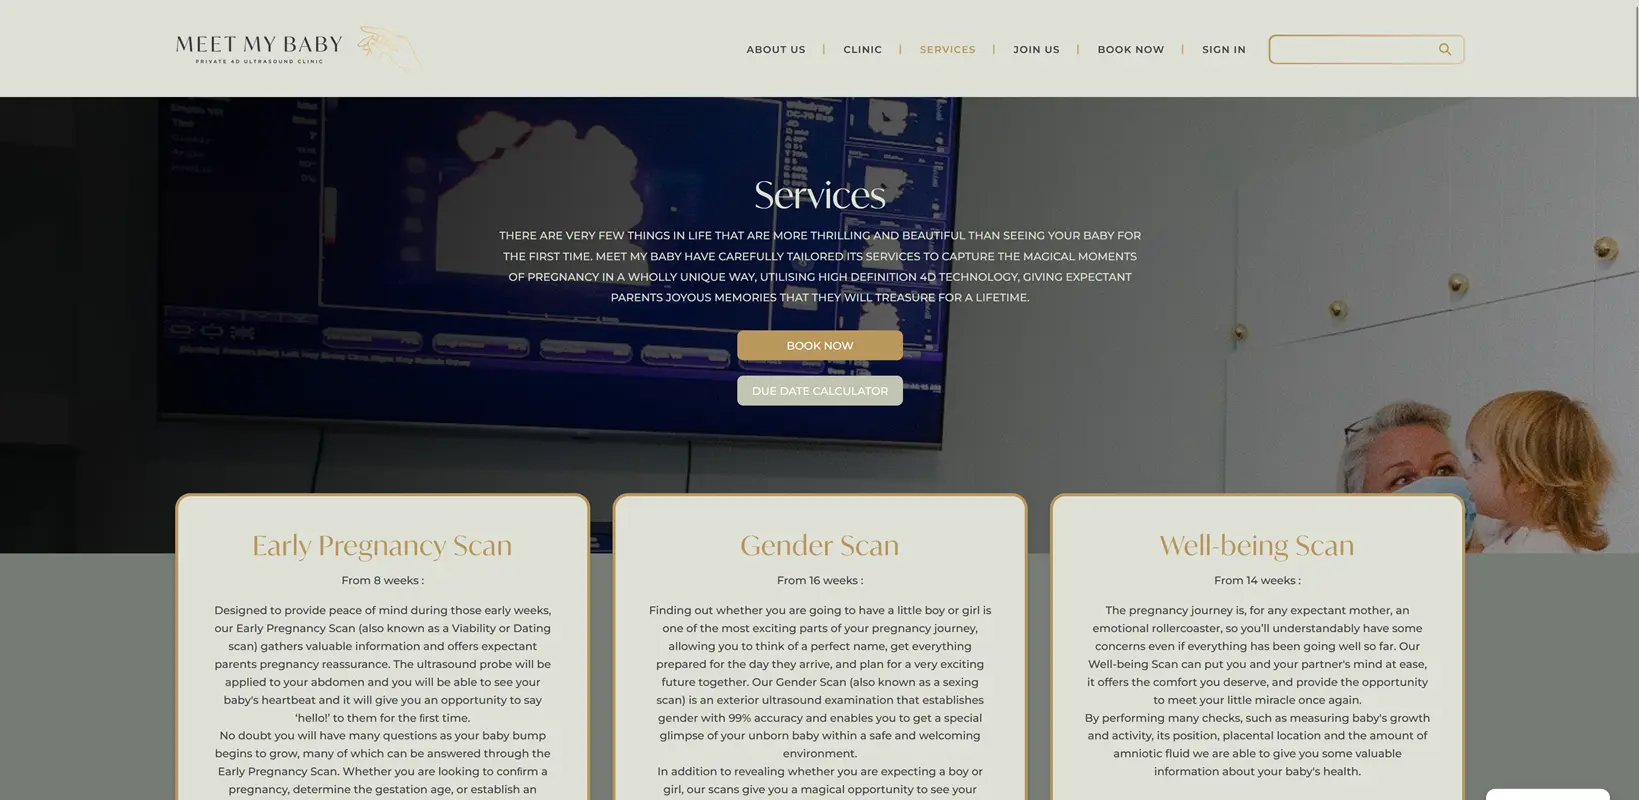 MEET MY BABY
PRIVATE 4D ULTRASOUND CLINIC
ABOUT US
CLINIC
SERVICES
JOIN US
BOOK NOW
SIGN IN
Services
THERE ARE VERY FEW THINGS IN LIFE THAT ARE MORE THRILLING AND BEAUTIFUL THAN SEEING YOUR BABY FOR
THE FIRST TIME. MEET MY BABY HAVE CAREFULLY TAILORED ITS SERVICES TO CAPTURE THE MAGICAL MOMENTS
OF PREGNANCY IN A WHOLLY UNIQUE WAY, UTILISING HIGH DEFINITION 4D TECHNOLOGY, GIVING EXPECTANT
PARENTS JOYOUS MEMORIES THAT THEY WILL TREASURE FOR A LIFETIME.
BOOK NOW
DUE DATE CALCULATOR
Early Pregnancy Scan
From 8 weeks :
Designed to provide peace of mind during those early weeks,
our Early Pregnancy Scan (also known as a Viability or Dating
scan) gathers valuable information and offers expectant
parents pregnancy reassurance. The ultrasound probe will be
applied to your abdomen and you will be able to see your
baby's heartbeat and it will give you an opportunity to say
‘hello!’ to them for the first time.
No doubt you will have many questions as your baby bump
begins to grow, many of which can be answered through the
Early Pregnancy Scan. Whether you are looking to confirm a
pregnancy, determine the gestation age, or establish an
Gender Scan
From 16 weeks :
Finding out whether you are going to have a little boy or girl is
one of the most exciting parts of your pregnancy journey,
allowing you to think of a perfect name, get everything
prepared for the day they arrive, and plan for a very exciting
future together. Our Gender Scan (also known as a sexing
scan) is an exterior ultrasound examination that establishes
gender with 99% accuracy and enables you to get a special
glimpse of your unborn baby within a safe and welcoming
environment.
In addition to revealing whether you are expecting a boy or
girl, our scans give you a magical opportunity to see your
Well-being Scan
From 14 weeks :
The pregnancy journey is, for any expectant mother, an
emotional rollercoaster, so you’ll understandably have some
concerns even if everything has been going well so far. Our
Well-being Scan can put you and your partner's mind at ease,
it offers the comfort you deserve, and provide the opportunity
to meet your little miracle once again.
By performing many checks, such as measuring baby's growth
and activity, its position, placental location and the amount of
amniotic fluid we are able to give you some valuable
information about your baby's health.